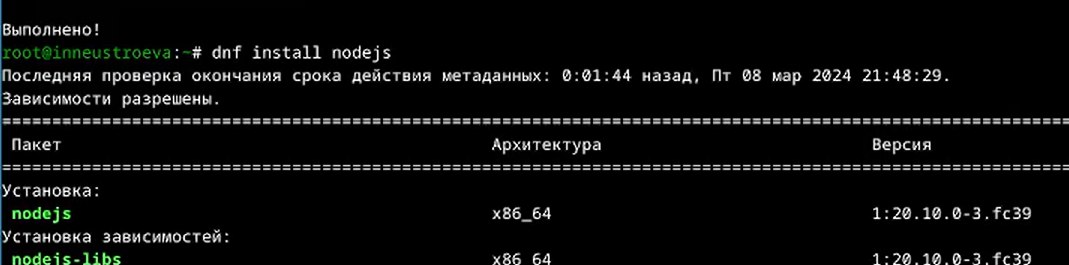 Выполнено!
root@inneustroeva:~# dnf install nodejs
Последняя проверка окончания срока действия метаданных: 0:01:44 назад, Пт 08 мар 2024 21:48:29.
Зависимости разрешены.
================================================================================
Пакет Архитектура Версия
================================================================================
Установка:
nodejs x86_64 1:20.10.0-3.fc39
Установка зависимостей:
nodejs-libs x86_64 1:20.10.0-3.fc39